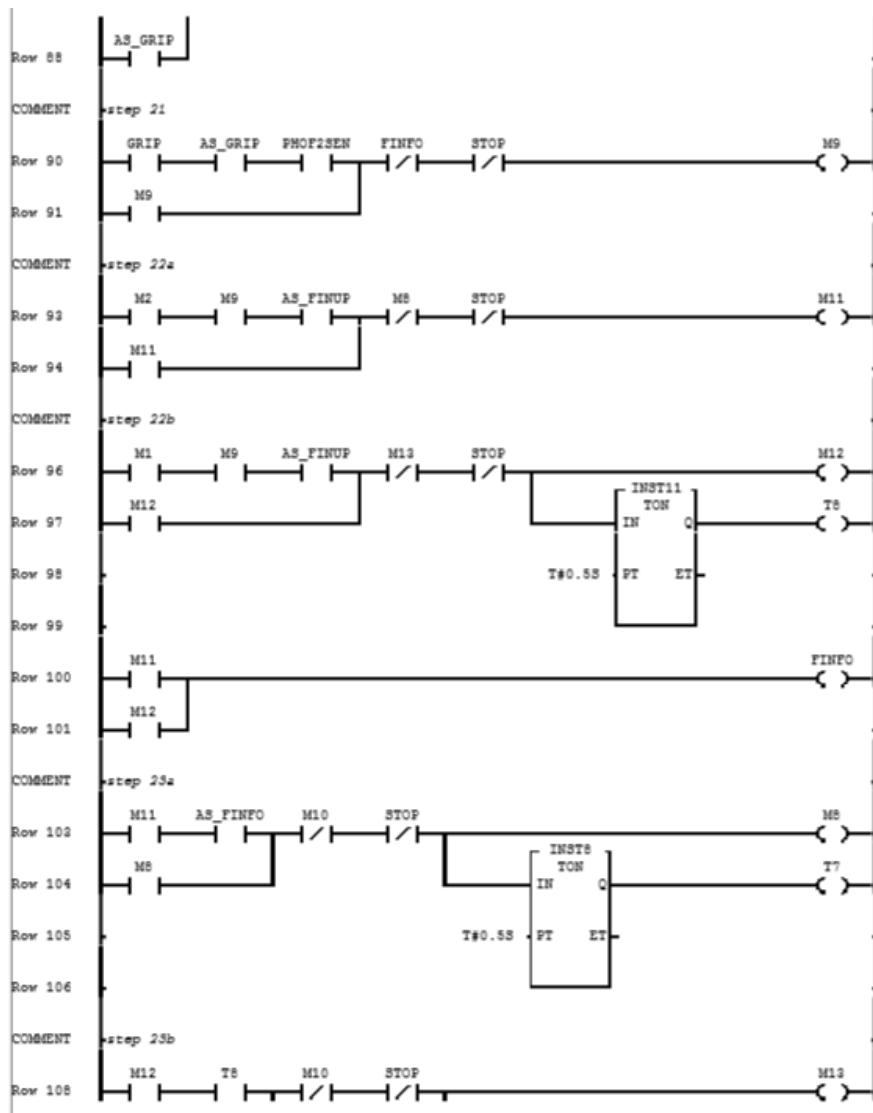 AS_GRIP
Row 88
COMMENT step 21
GRIP AS_GRIP PHOF2SEN FINFO STOP M9
Row 90
M9
Row 91
COMMENT step 22a
M2 M9 AS_FINUP M8 STOP M11
Row 93
M11
Row 94
COMMENT step 22b
M1 M9 AS_FINUP M13 STOP M12
Row 96
M12 INST11
TON T8
Row 97 IN Q
Row 98 T#0.5S PT ET
Row 99
M11 FINFO
Row 100
M12
Row 101
COMMENT step 23a
M11 AS_FINFO M10 STOP M8
Row 103
M8 INST8
TON T7
Row 104 IN Q
Row 105 T#0.5S PT ET
Row 106
COMMENT step 23b
M12 T8 M10 STOP M13
Row 108